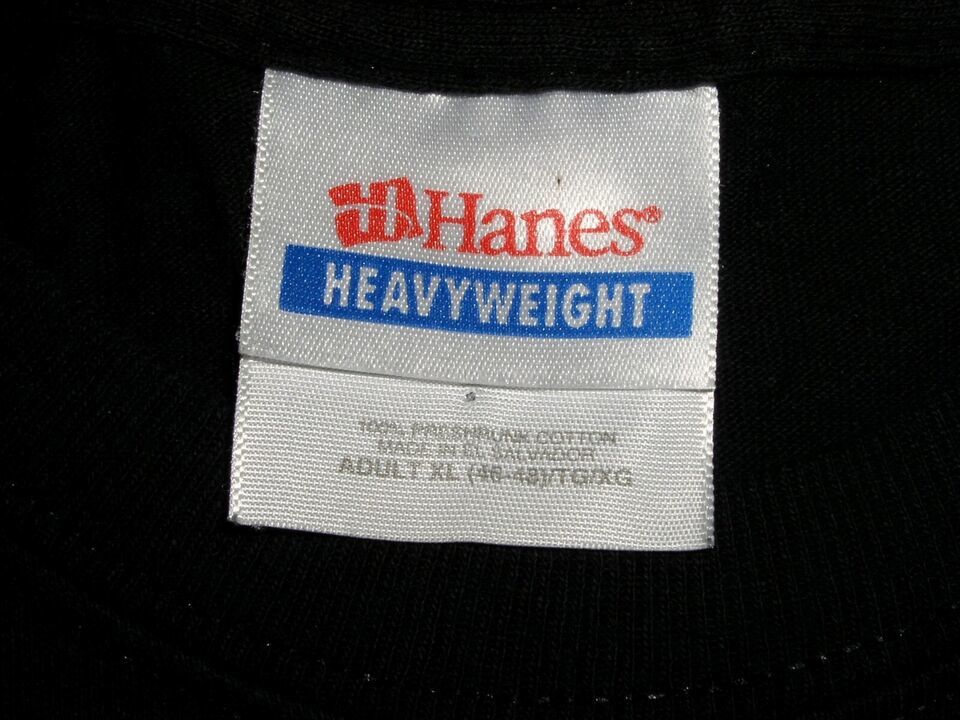 Hanes®
HEAVYWEIGHT
100% PRESHRUNK COTTON
MADE IN EL SALVADOR
ADULT XL (46-48)/TG/XG